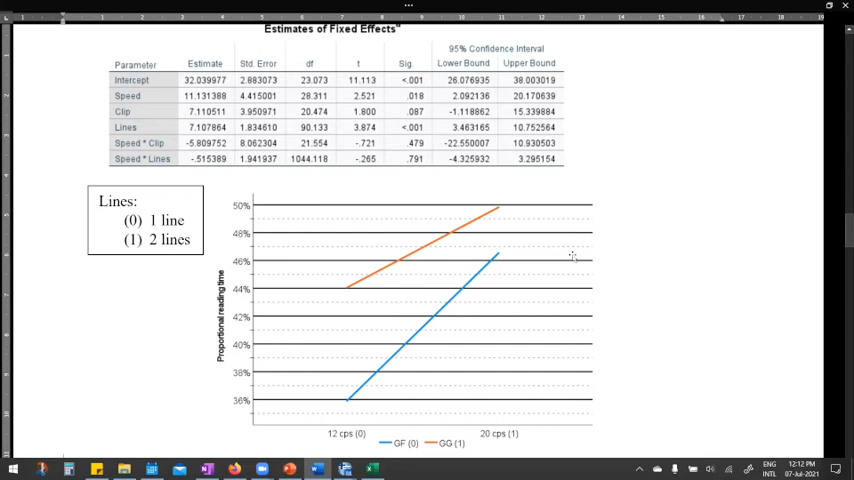 Estimates of Fixed Effects
95% Confidence Interval
Parameter Estimate Std. Error df t Sig. Lower Bound Upper Bound
Intercept 32.039977 2.883073 23.073 11.113 <.001 26.076935 38.003019
Speed 11.131388 4.415001 28.311 2.521 .018 2.092136 20.170639
Clip 7.110511 3.950971 20.474 1.800 .087 -1.118862 15.339884
Lines 7.107864 1.834610 90.133 3.874 <.001 3.463165 10.752564
Speed * Clip -5.809752 8.062304 21.554 -.721 .479 -22.550007 10.930503
Speed * Lines -.515389 1.941937 1044.118 -.265 .791 -4.325932 3.295154
Lines:
(0) 1 line
(1) 2 lines
Proportional reading time
50%
48%
46%
44%
42%
40%
38%
36%
12 cps (0) 20 cps (1)
GF (0) GG (1)
ENG
INTL
12:12 PM
07-Jul-2021